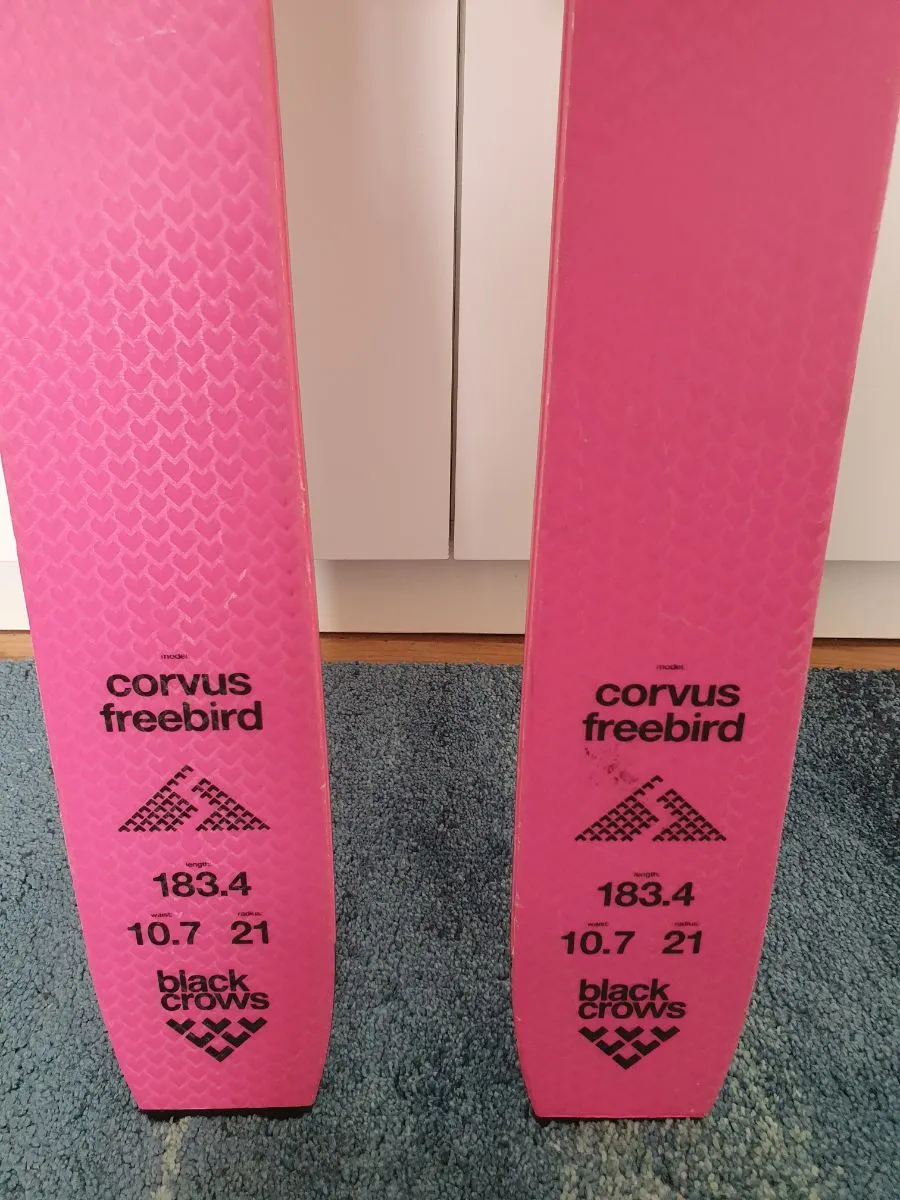 model:
corvus
freebird
length:
183.4
waist: radius:
10.7 21
black
crows
model:
corvus
freebird
length:
183.4
waist: radius:
10.7 21
black
crows